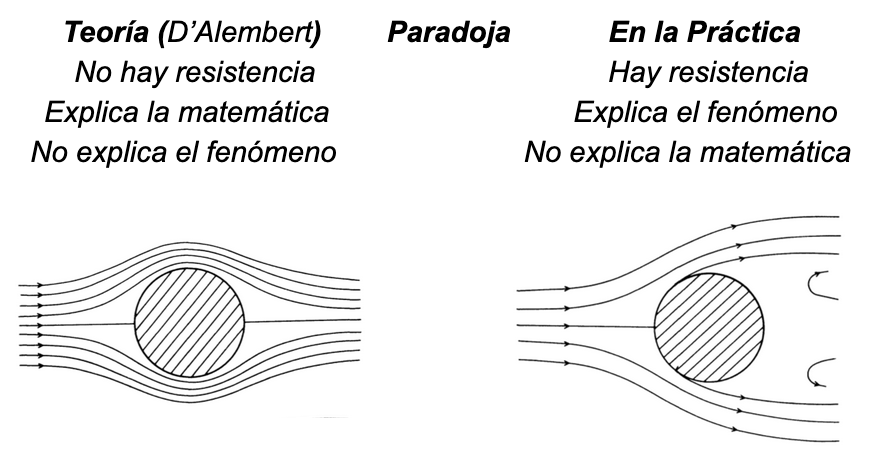 Teoría (D'Alembert) Paradoja En la Práctica
No hay resistencia Hay resistencia
Explica la matemática Explica el fenómeno
No explica el fenómeno No explica la matemática